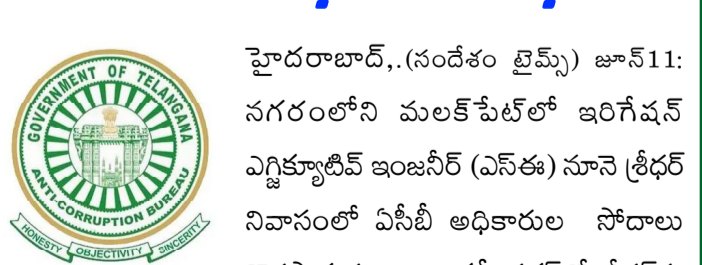 GOVERNMENT OF TELANGANA
ANTI-CORRUPTION BUREAU
HONESTY OBJECTIVITY SINCERITY
హైదరాబాద్,.(సందేశం టైమ్స్) జూన్11:
నగరంలోని మలక్‌పేట్‌లో ఇరిగేషన్
ఎగ్జిక్యూటివ్ ఇంజనీర్ (ఎస్ఈ) నూనె శ్రీధర్
నివాసంలో ఏసీబీ అధికారుల సోదాలు